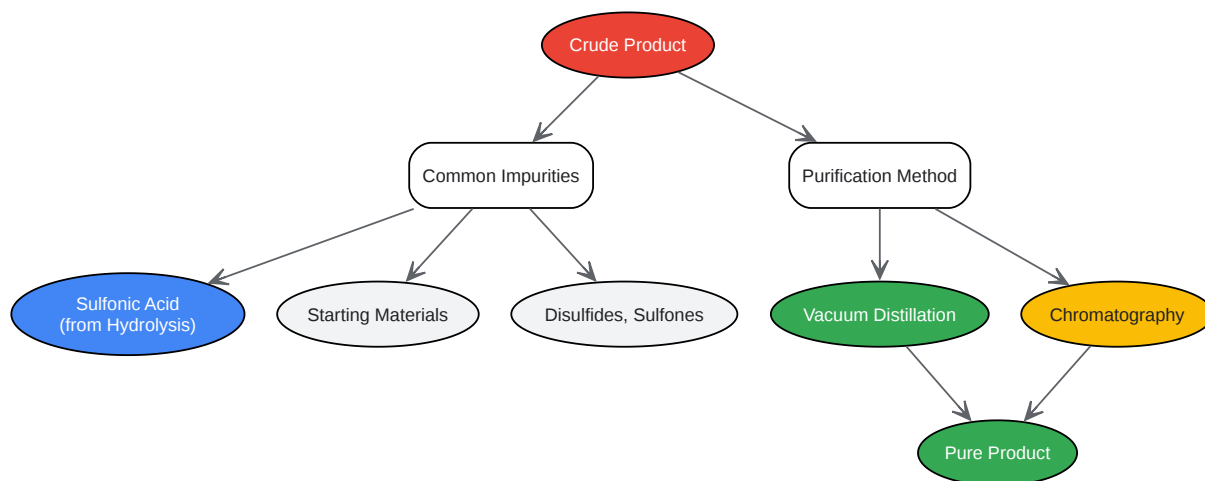 Crude Product
Common Impurities
Purification Method
Sulfonic Acid
(from Hydrolysis)
Starting Materials
Disulfides, Sulfones
Vacuum Distillation
Chromatography
Pure Product